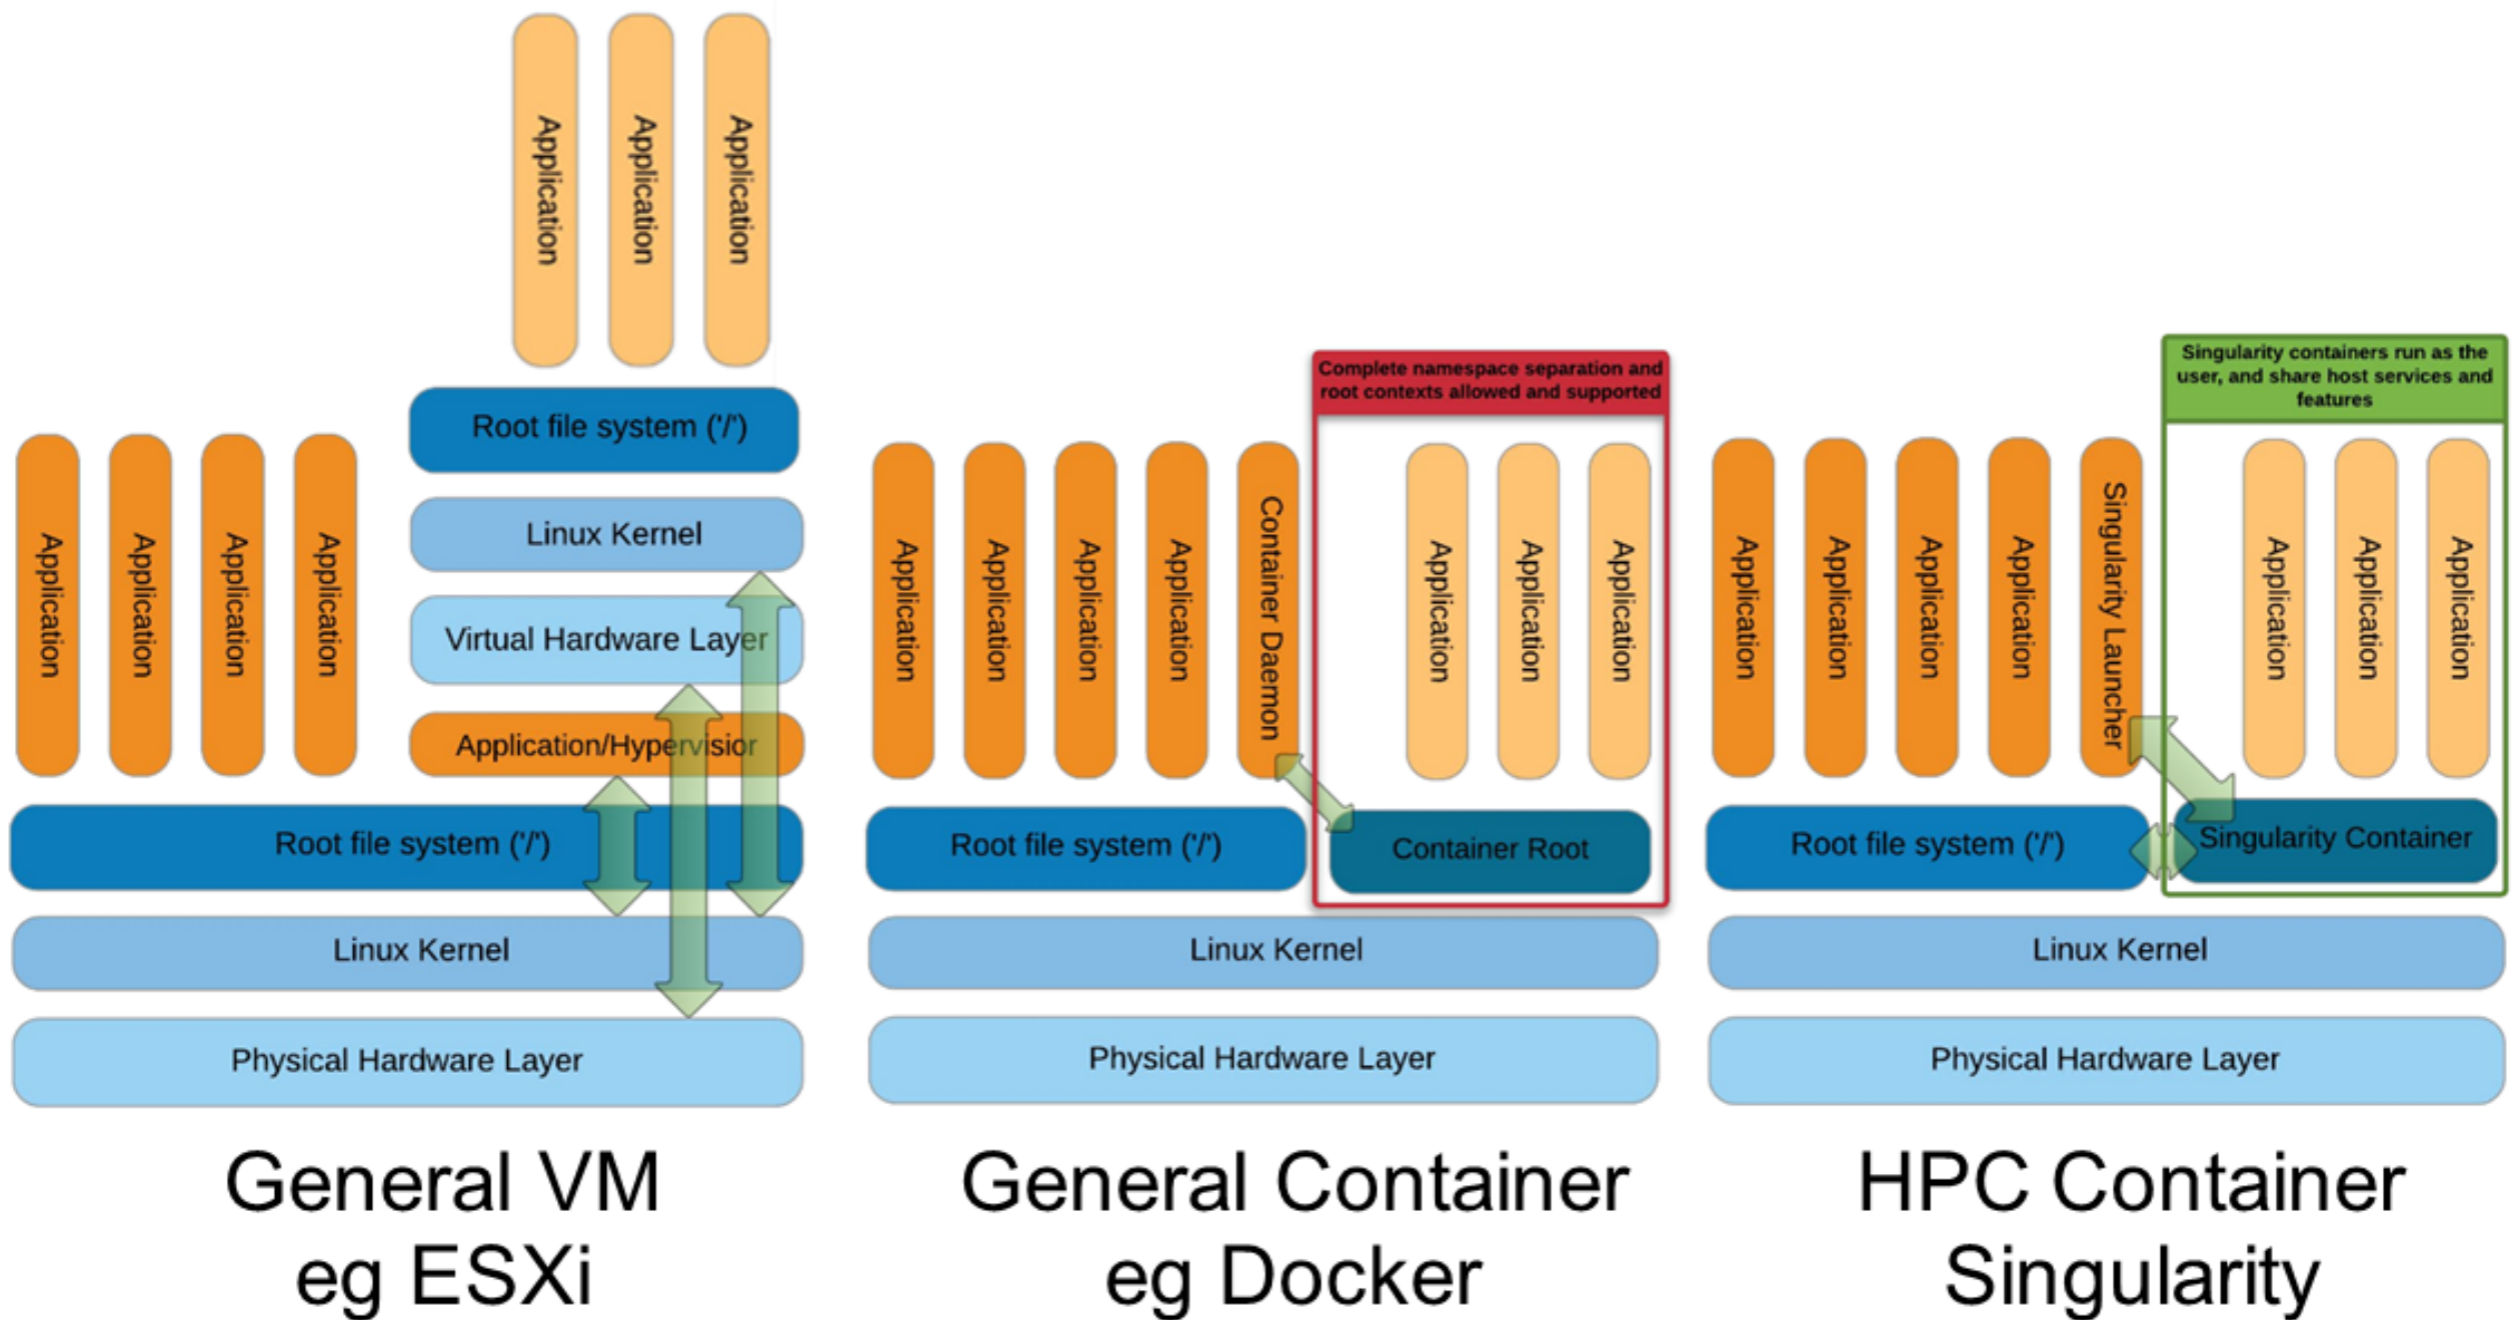 Application
Application
Application
Root file system ('/')
Linux Kernel
Virtual Hardware Layer
Application/Hypervisior
Application
Application
Application
Application
Root file system ('/')
Linux Kernel
Physical Hardware Layer
General VM
eg ESXi
Complete namespace separation and
root contexts allowed and supported
Application
Application
Application
Application
Container Daemon
Application
Application
Application
Root file system ('/')
Container Root
Linux Kernel
Physical Hardware Layer
General Container
eg Docker
Singularity containers run as the
user, and share host services and
features
Application
Application
Application
Application
Singularity Launcher
Application
Application
Application
Root file system ('/')
Singularity Container
Linux Kernel
Physical Hardware Layer
HPC Container
Singularity